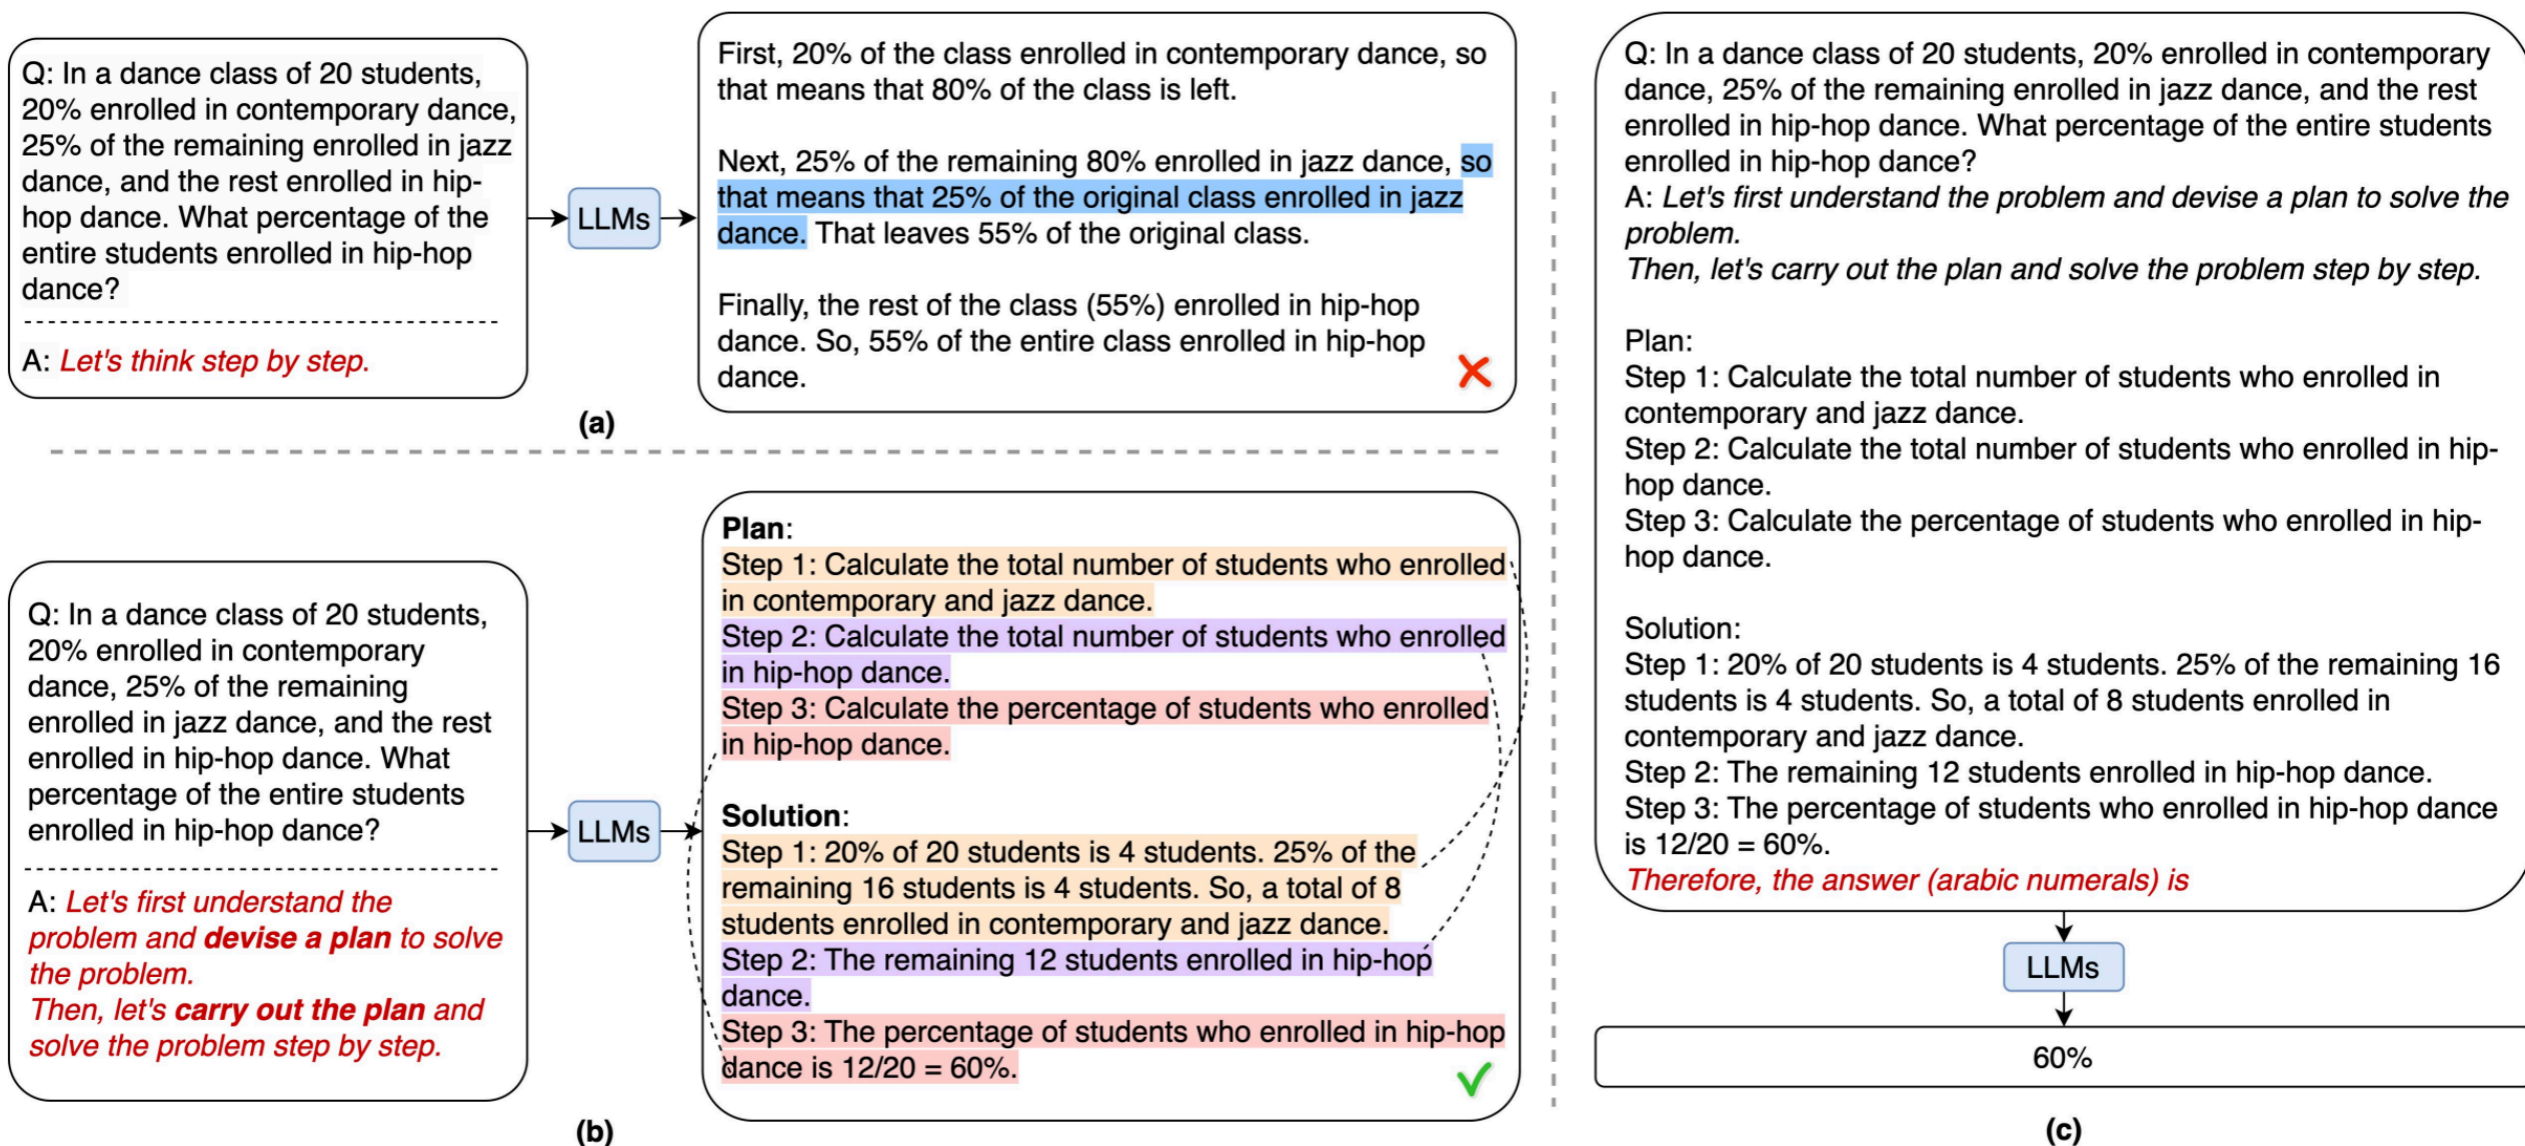 Q: In a dance class of 20 students,
20% enrolled in contemporary dance,
25% of the remaining enrolled in jazz
dance, and the rest enrolled in hip-
hop dance. What percentage of the
entire students enrolled in hip-hop
dance?
A: Let's think step by step.
LLMs
First, 20% of the class enrolled in contemporary dance, so
that means that 80% of the class is left.
Next, 25% of the remaining 80% enrolled in jazz dance, so
that means that 25% of the original class enrolled in jazz
dance. That leaves 55% of the original class.
Finally, the rest of the class (55%) enrolled in hip-hop
dance. So, 55% of the entire class enrolled in hip-hop
dance.
(a)
Q: In a dance class of 20 students,
20% enrolled in contemporary
dance, 25% of the remaining
enrolled in jazz dance, and the rest
enrolled in hip-hop dance. What
percentage of the entire students
enrolled in hip-hop dance?
A: Let's first understand the
problem and devise a plan to solve
the problem.
Then, let's carry out the plan and
solve the problem step by step.
LLMs
Plan:
Step 1: Calculate the total number of students who enrolled
in contemporary and jazz dance.
Step 2: Calculate the total number of students who enrolled
in hip-hop dance.
Step 3: Calculate the percentage of students who enrolled
in hip-hop dance.
Solution:
Step 1: 20% of 20 students is 4 students. 25% of the
remaining 16 students is 4 students. So, a total of 8
students enrolled in contemporary and jazz dance.
Step 2: The remaining 12 students enrolled in hip-hop
dance.
Step 3: The percentage of students who enrolled in hip-hop
dance is 12/20 = 60%.
(b)
Q: In a dance class of 20 students, 20% enrolled in contemporary
dance, 25% of the remaining enrolled in jazz dance, and the rest
enrolled in hip-hop dance. What percentage of the entire students
enrolled in hip-hop dance?
A: Let's first understand the problem and devise a plan to solve the
problem.
Then, let's carry out the plan and solve the problem step by step.
Plan:
Step 1: Calculate the total number of students who enrolled in
contemporary and jazz dance.
Step 2: Calculate the total number of students who enrolled in hip-
hop dance.
Step 3: Calculate the percentage of students who enrolled in hip-
hop dance.
Solution:
Step 1: 20% of 20 students is 4 students. 25% of the remaining 16
students is 4 students. So, a total of 8 students enrolled in
contemporary and jazz dance.
Step 2: The remaining 12 students enrolled in hip-hop dance.
Step 3: The percentage of students who enrolled in hip-hop dance
is 12/20 = 60%.
Therefore, the answer (arabic numerals) is
LLMs
60%
(c)